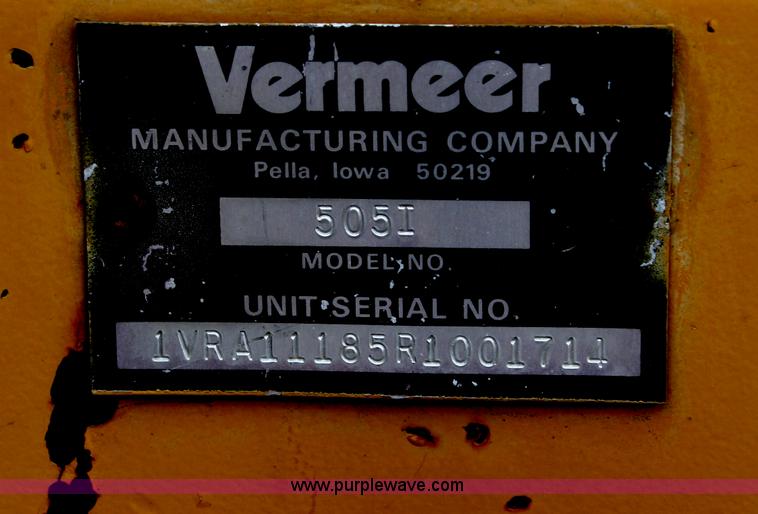 Vermeer
MANUFACTURING COMPANY
Pella, Iowa 50219
505I
MODEL NO.
UNIT SERIAL NO.
1VRA11185R1001714
www.purplewave.com